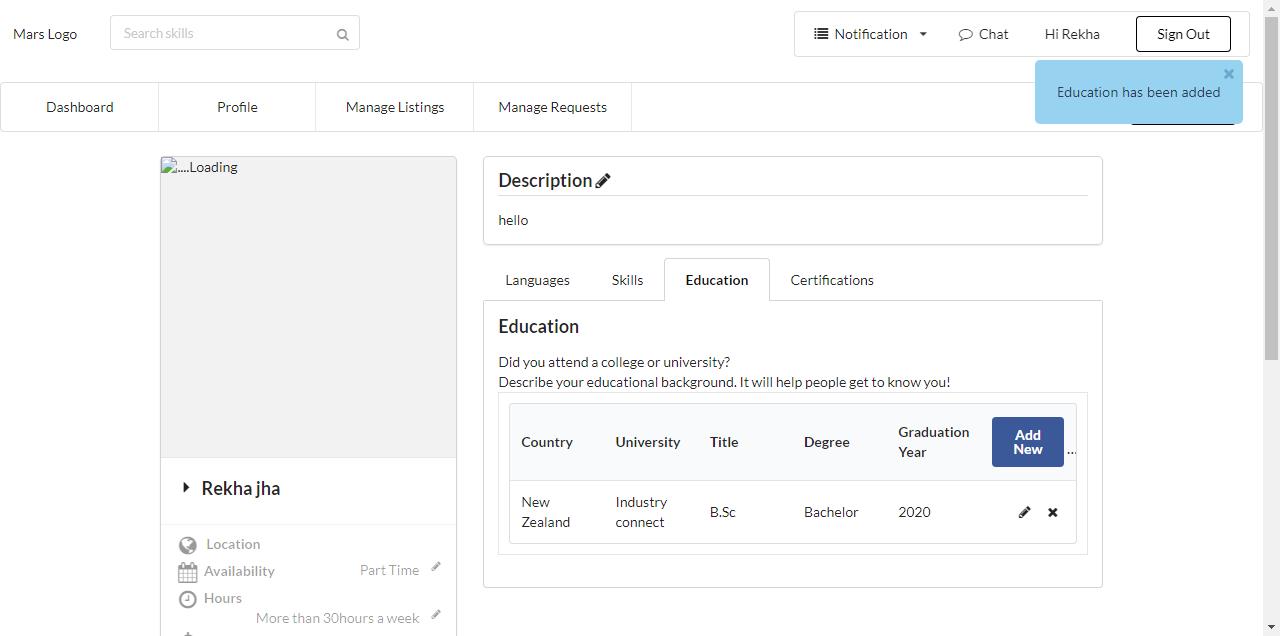 Mars Logo
Search skills
Notification
Chat
Hi Rekha
Sign Out
Education has been added
Dashboard
Profile
Manage Listings
Manage Requests
....Loading
Description
hello
Languages
Skills
Education
Certifications
Education
Did you attend a college or university?
Describe your educational background. It will help people get to know you!
Country
University
Title
Degree
Graduation
Year
Add
New
...
New
Zealand
Industry
connect
B.Sc
Bachelor
2020
Rekha jha
Location
Availability
Part Time
Hours
More than 30hours a week